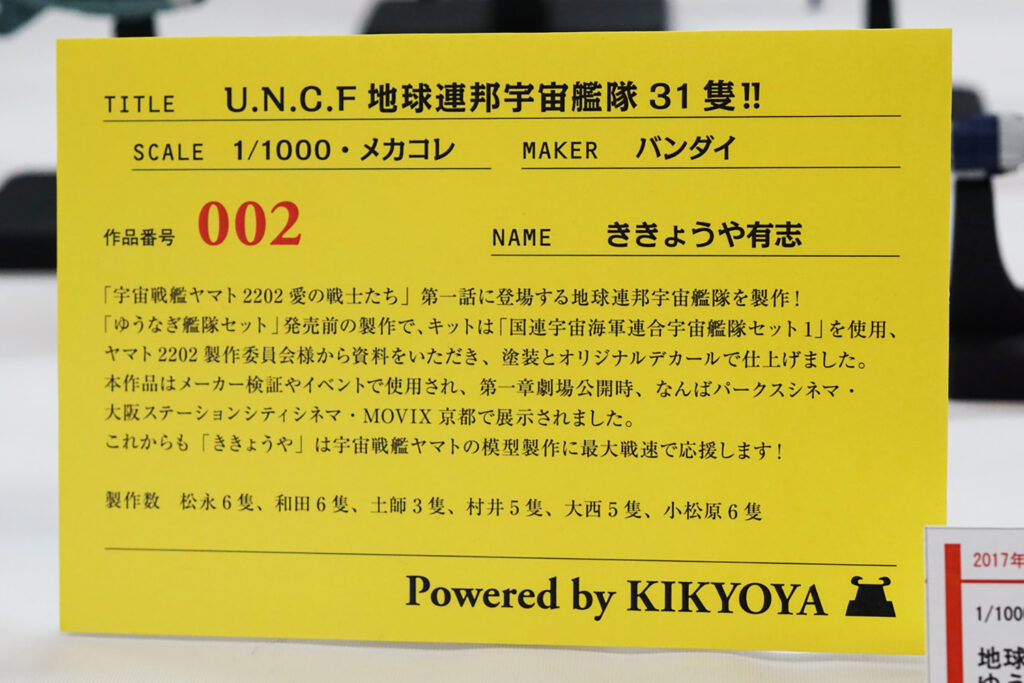 TITLE U.N.C.F 地球連邦宇宙艦隊 31 隻!!
SCALE 1/1000・メカコレ MAKER バンダイ
作品番号 002 NAME ききょうや有志
「宇宙戦艦ヤマト2202 愛の戦士たち」第一話に登場する地球連邦宇宙艦隊を製作!
「ゆうなぎ艦隊セット」発売前の製作で、キットは「国連宇宙海軍連合宇宙艦隊セット1」を使用、
ヤマト2202 製作委員会様から資料をいただき、塗装とオリジナルデカールで仕上げました。
本作品はメーカー検証やイベントで使用され、第一章劇場公開時、なんばパークスシネマ・
大阪ステーションシティシネマ・MOVIX 京都で展示されました。
これからも「ききょうや」は宇宙戦艦ヤマトの模型製作に最大戦速で応援します!
製作数 松永6隻、和田6隻、土師3隻、村井5隻、大西5隻、小松原6隻
Powered by KIKYOYA
2017年
1/100
地球
ゆう